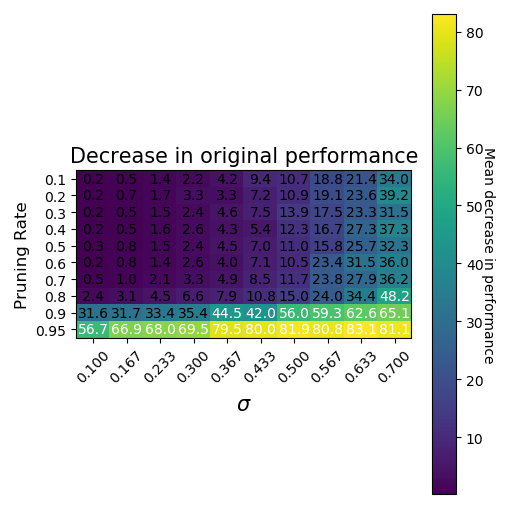 Decrease in original performance
0.1 0.2 0.5 1.4 2.2 4.2 9.4 10.7 18.8 21.4 34.0
0.2 0.2 0.7 1.7 3.3 3.3 7.2 10.9 19.1 23.6 39.2
0.3 0.2 0.5 1.5 2.4 4.6 7.5 13.9 17.5 23.3 31.5
0.4 0.2 0.5 1.6 2.6 4.3 5.4 12.3 16.7 27.3 37.3
0.5 0.3 0.8 1.5 2.4 4.5 7.0 11.0 15.8 25.7 32.3
0.6 0.2 0.8 1.4 2.6 4.0 7.1 10.5 23.4 31.5 36.0
0.7 0.5 1.0 2.1 3.3 4.9 8.5 11.7 23.8 27.9 36.2
0.8 2.4 3.1 4.5 6.6 7.9 10.8 15.0 24.0 34.4 48.2
0.9 31.6 31.7 33.4 35.4 44.5 42.0 56.0 59.3 62.6 65.1
0.95 56.7 66.9 68.0 69.5 79.5 80.0 81.9 80.8 83.1 81.1
0.100 0.167 0.233 0.300 0.367 0.433 0.500 0.567 0.633 0.700
σ
Pruning Rate
80
70
60
50
40
30
20
10
Mean decrease in performance